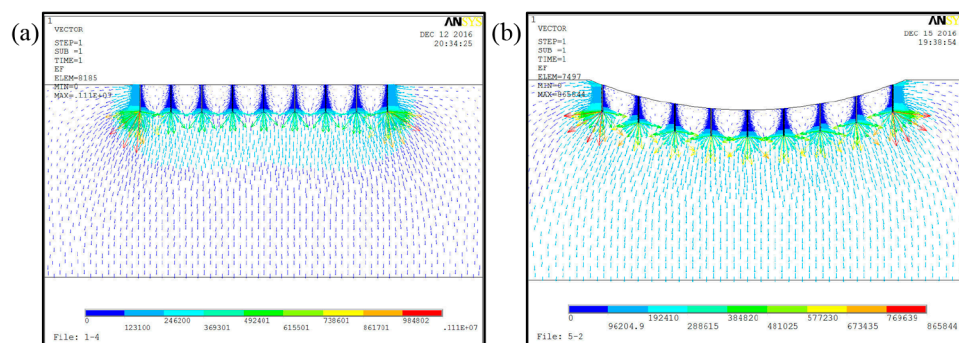 (a)
1
ANSYS
VECTOR
DEC 12 2016
20:34:25
STEP=1
SUB =1
TIME=1
EF
ELEM=8185
MIN=0
MAX=.111E+07
0
123100
246200
369301
492401
615501
738601
861701
984802
.111E+07
File: 1-4
(b)
1
ANSYS
VECTOR
DEC 15 2016
19:38:54
STEP=1
SUB =1
TIME=1
EF
ELEM=7497
MIN=0
MAX=865844
0
96204.9
192410
288615
384820
481025
577230
673435
769639
865844
File: 5-2